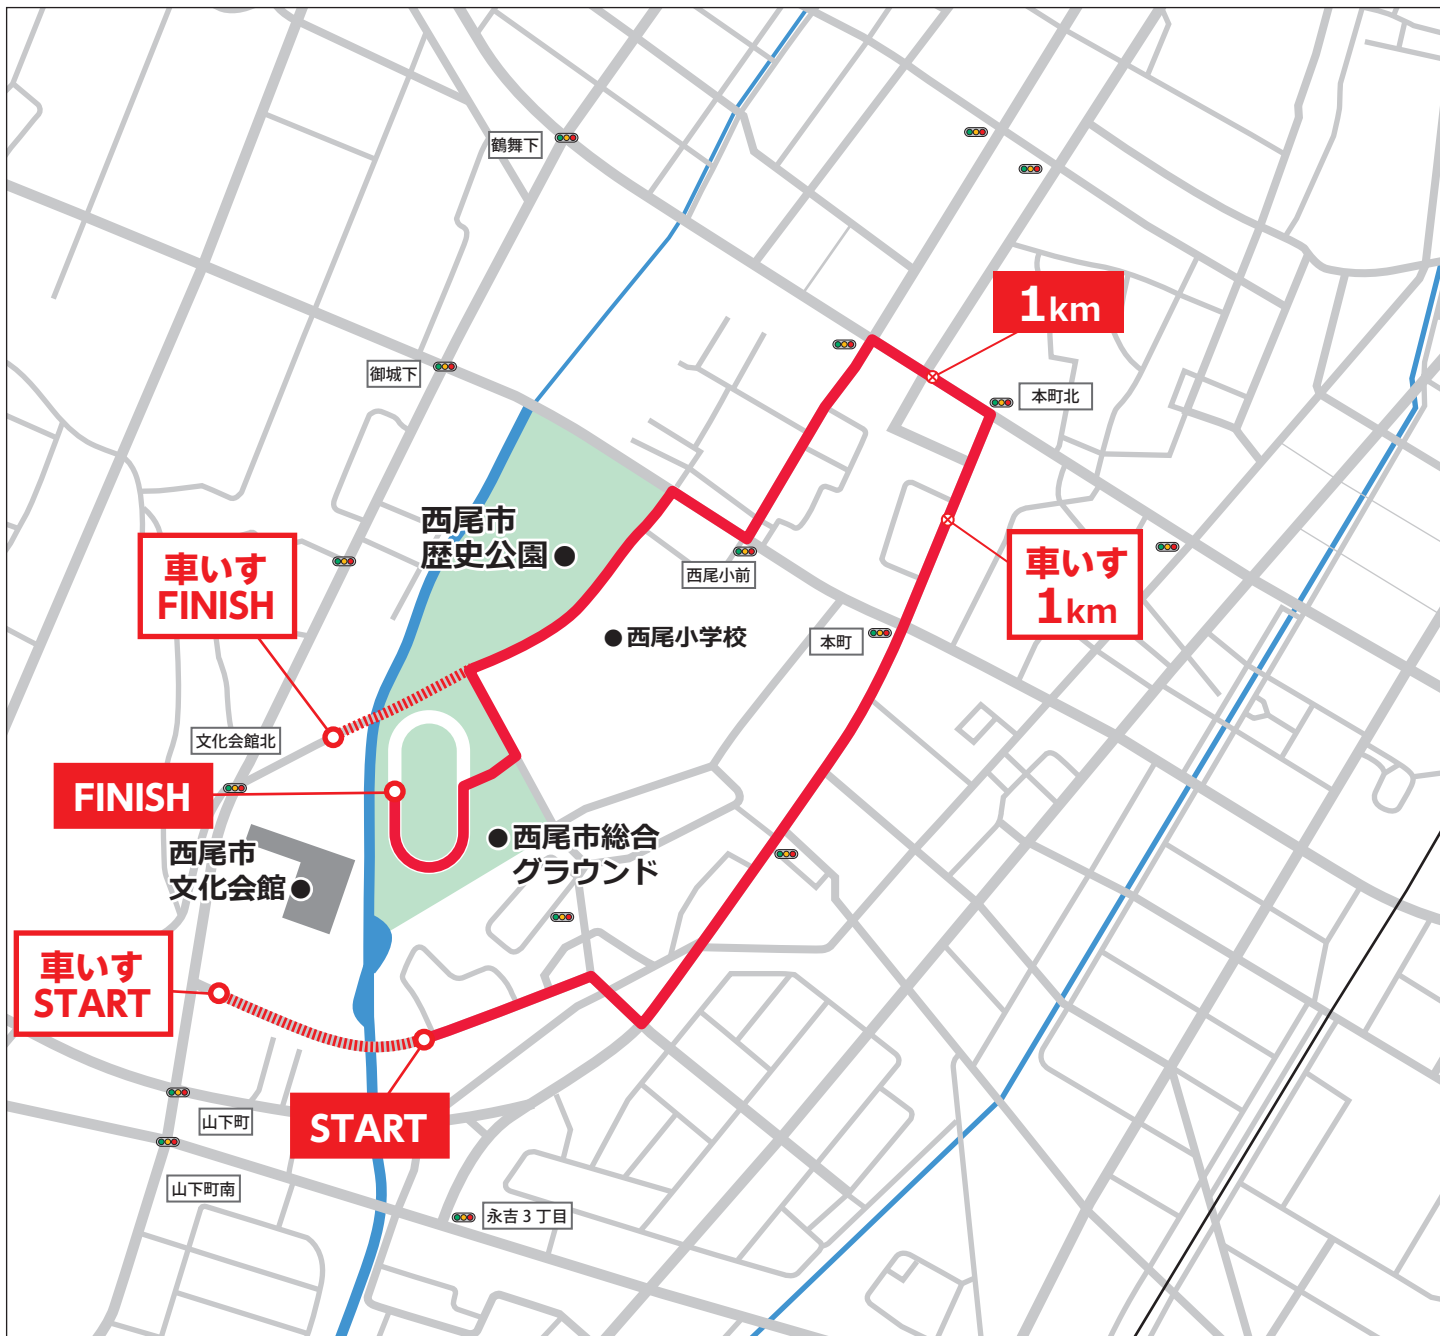 鶴舞下
1km
御城下
本町北
西尾市
歴史公園
車いす
FINISH
車いす
1km
西尾小前
西尾小学校
本町
文化会館北
FINISH
西尾市総合
グラウンド
西尾市
文化会館
車いす
START
START
山下町
山下町南
永吉3丁目